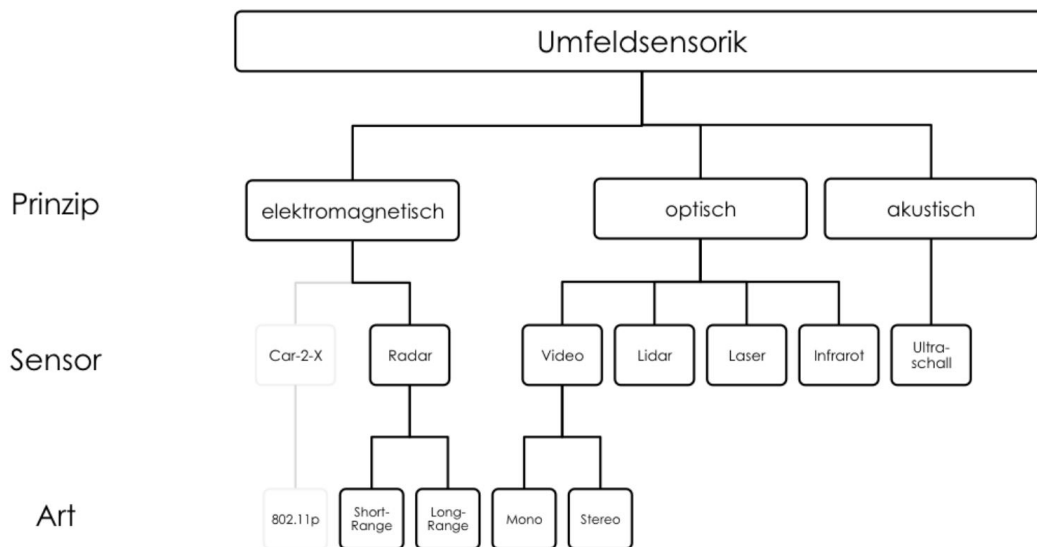 Umfeldsensorik
Prinzip
elektromagnetisch
optisch
akustisch
Sensor
Car-2-X
Radar
Video
Lidar
Laser
Infrarot
Ultra-
schall
Art
802.11p
Short-
Range
Long-
Range
Mono
Stereo